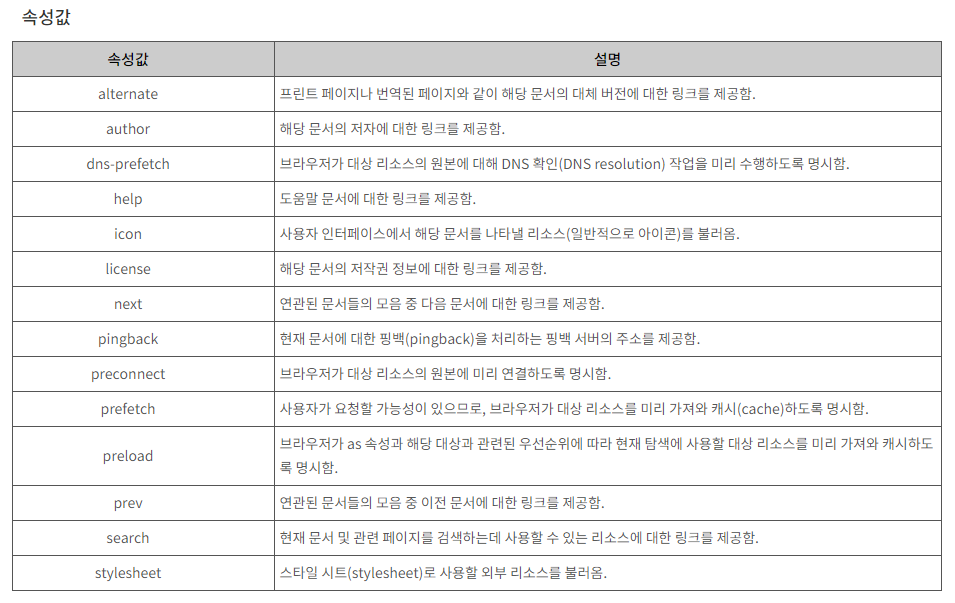 속성값
속성값 설명
alternate 프린트 페이지나 번역된 페이지와 같이 해당 문서의 대체 버전에 대한 링크를 제공함.
author 해당 문서의 저자에 대한 링크를 제공함.
dns-prefetch 브라우저가 대상 리소스의 원본에 대해 DNS 확인(DNS resolution) 작업을 미리 수행하도록 명시함.
help 도움말 문서에 대한 링크를 제공함.
icon 사용자 인터페이스에서 해당 문서를 나타낼 리소스(일반적으로 아이콘)를 불러옴.
license 해당 문서의 저작권 정보에 대한 링크를 제공함.
next 연관된 문서들의 모음 중 다음 문서에 대한 링크를 제공함.
pingback 현재 문서에 대한 핑백(pingback)을 처리하는 핑백 서버의 주소를 제공함.
preconnect 브라우저가 대상 리소스의 원본에 미리 연결하도록 명시함.
prefetch 사용자가 요청할 가능성이 있으므로, 브라우저가 대상 리소스를 미리 가져와 캐시(cache)하도록 명시함.
preload 브라우저가 as 속성과 해당 대상과 관련된 우선순위에 따라 현재 탐색에 사용할 대상 리소스를 미리 가져와 캐시하도
록 명시함.
prev 연관된 문서들의 모음 중 이전 문서에 대한 링크를 제공함.
search 현재 문서 및 관련 페이지를 검색하는데 사용할 수 있는 리소스에 대한 링크를 제공함.
stylesheet 스타일 시트(stylesheet)로 사용할 외부 리소스를 불러옴.